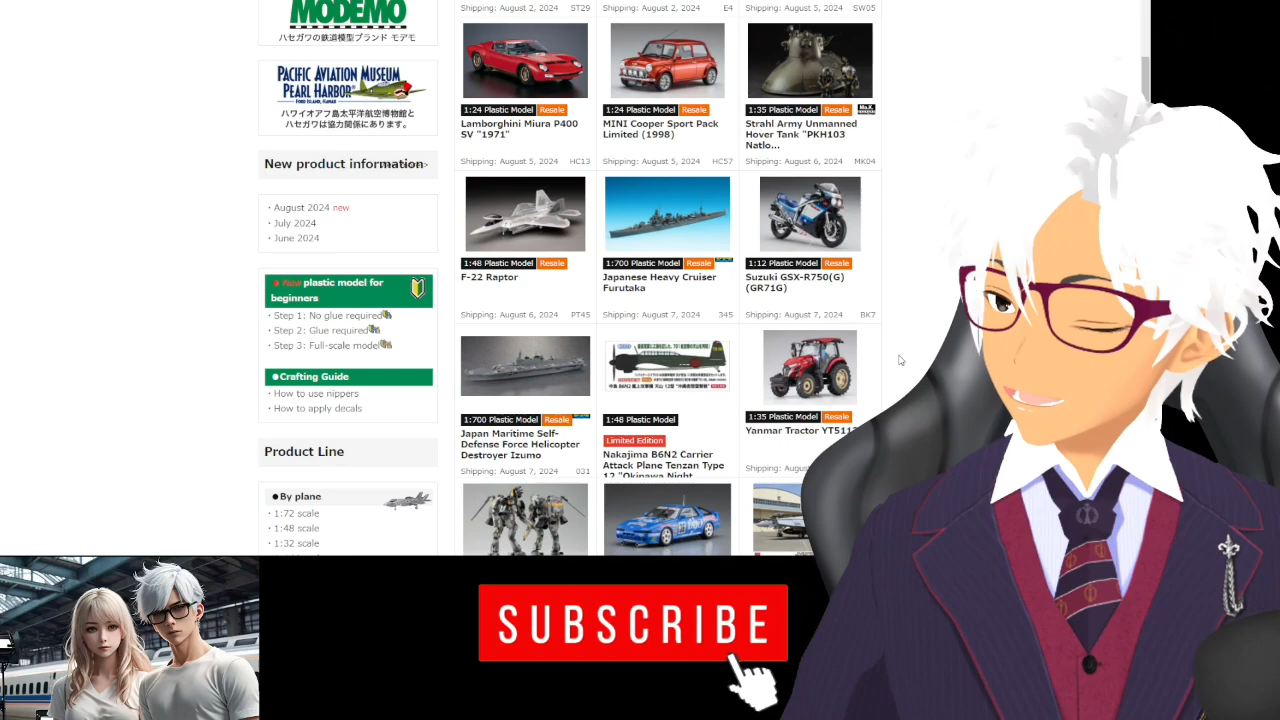 MODEMO
ハセガワの鉄道模型ブランド モデモ
PACIFIC AVIATION MUSEUM
PEARL HARBOR
FORD ISLAND, HAWAII
ハワイオアフ島太平洋航空博物館と
ハセガワは協力関係にあります。
New product information
・August 2024 new
・July 2024
・June 2024
a new plastic model for
beginners
・Step 1: No glue required
・Step 2: Glue required
・Step 3: Full-scale model
●Crafting Guide
・How to use nippers
・How to apply decals
Product Line
●By plane
・1:72 scale
・1:48 scale
・1:32 scale
Shipping: August 2, 2024 ST29
Shipping: August 2, 2024 E4
Shipping: August 5, 2024 SW05
1:24 Plastic Model Resale
Lamborghini Miura P400
SV "1971"
Shipping: August 5, 2024 HC13
1:24 Plastic Model Resale
MINI Cooper Sport Pack
Limited (1998)
Shipping: August 5, 2024 HC57
1:35 Plastic Model Resale Ma.K.
Strahl Army Unmanned
Hover Tank "PKH103
Natlo...
Shipping: August 6, 2024 MK04
1:48 Plastic Model Resale
F-22 Raptor
Shipping: August 6, 2024 PT45
1:700 Plastic Model Resale
Japanese Heavy Cruiser
Furutaka
Shipping: August 7, 2024 345
1:12 Plastic Model Resale
Suzuki GSX-R750(G)
(GR71G)
Shipping: August 7, 2024 BK7
1:700 Plastic Model Resale
Japan Maritime Self-
Defense Force Helicopter
Destroyer Izumo
Shipping: August 7, 2024 031
1:48 Plastic Model
Limited Edition
Nakajima B6N2 Carrier
Attack Plane Tenzan Type
12 "Okinawa Night
1:35 Plastic Model Resale
Yanmar Tractor YT5113
Shipping: Augus
SUBSCRIBE